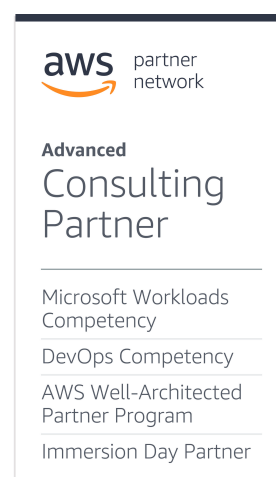 aws partner
network
Advanced
Consulting
Partner
Microsoft Workloads
Competency
DevOps Competency
AWS Well-Architected
Partner Program
Immersion Day Partner